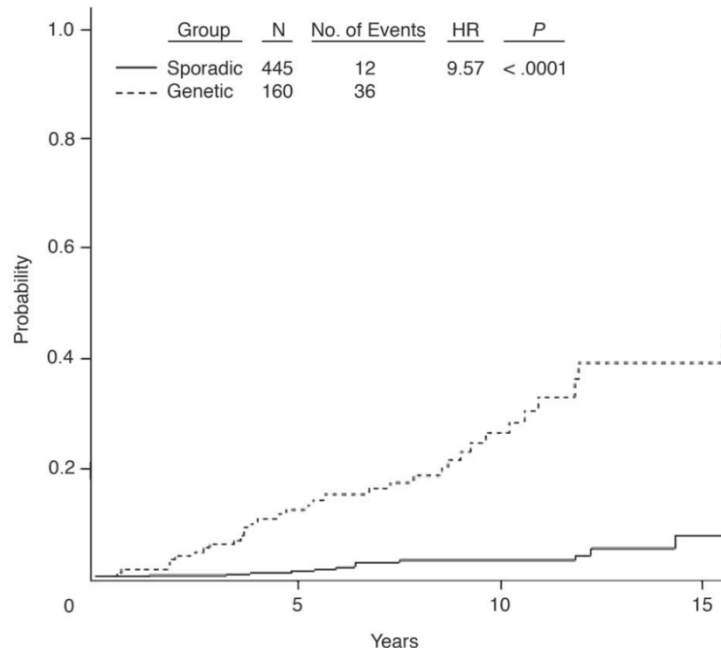 Group N No. of Events HR P
Sporadic 445 12 9.57 < .0001
Genetic 160 36
1.0
0.8
0.6
0.4
0.2
0
Probability
5 10 15
Years